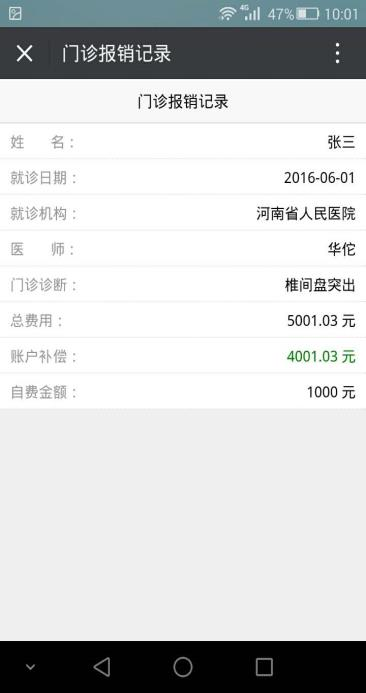 4G 47% 10:01
门诊报销记录
门诊报销记录
姓 名： 张三
就诊日期： 2016-06-01
就诊机构： 河南省人民医院
医 师： 华佗
门诊诊断： 椎间盘突出
总费用： 5001.03 元
账户补偿： 4001.03 元
自费金额： 1000 元